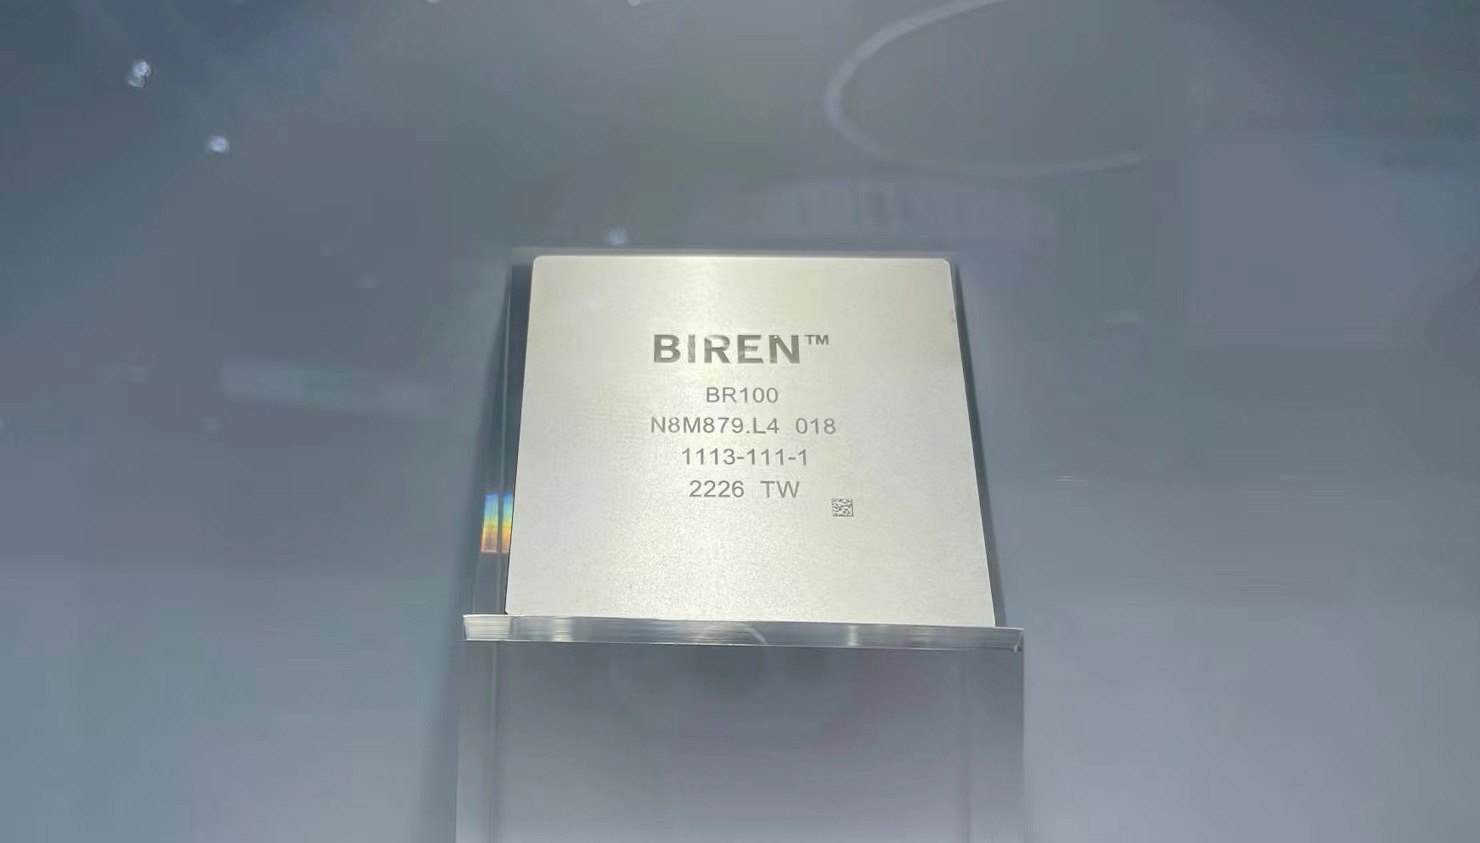 BIREN™
BR100
N8M879.L4 018
1113-111-1
2226 TW